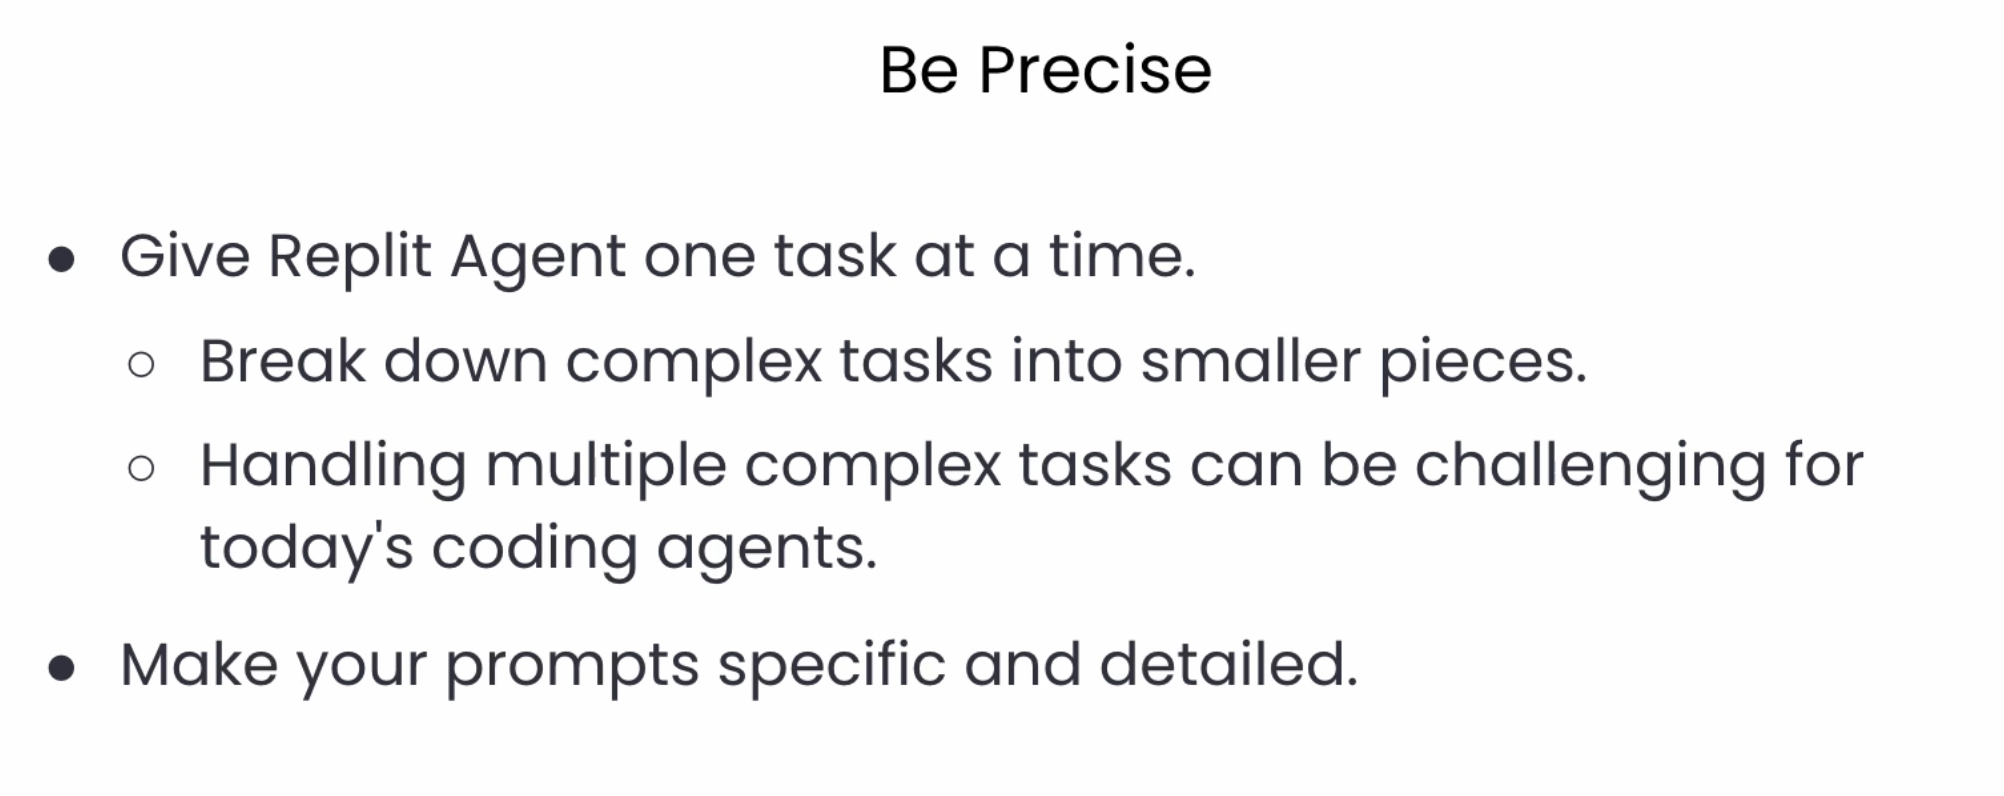 Be Precise
● Give Replit Agent one task at a time.
○ Break down complex tasks into smaller pieces.
○ Handling multiple complex tasks can be challenging for
today's coding agents.
● Make your prompts specific and detailed.